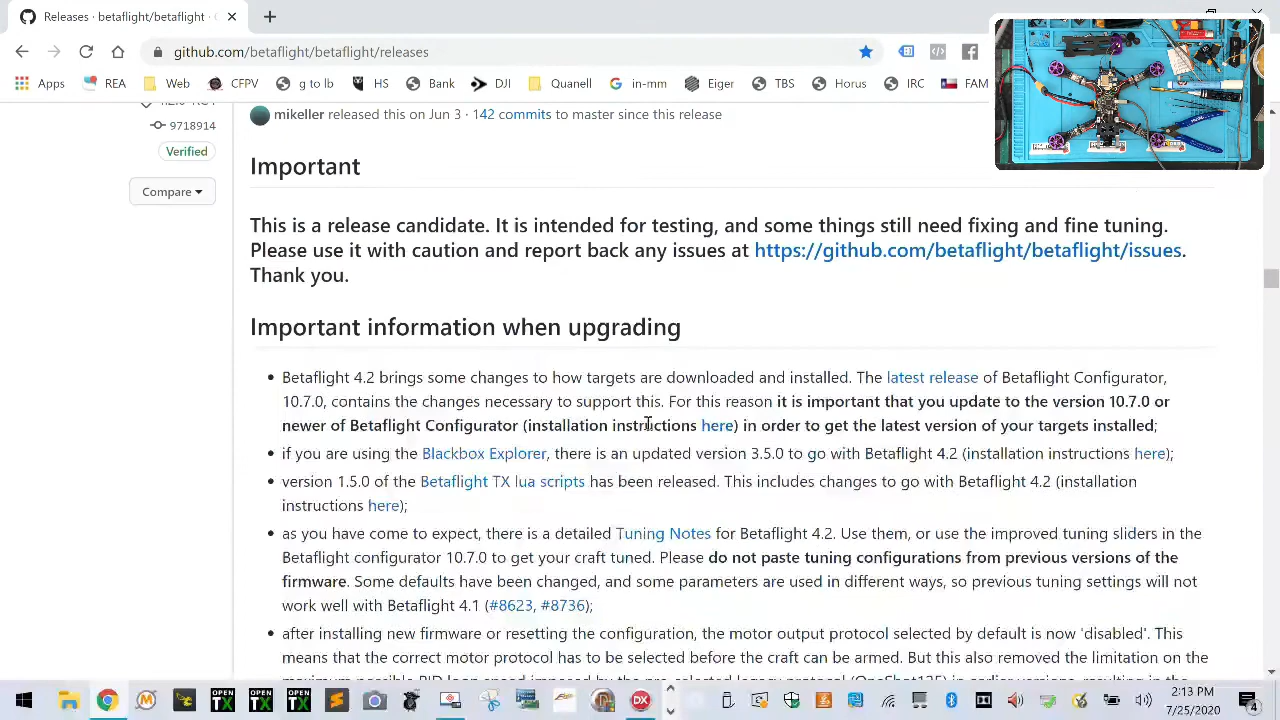 Releases · betaflight/betaflight ·
github.com/betaflight/betaflight/releases
Apps
REA
Web
CFPV
g lo lb
HS
Bank
DH
Quanell
in-mm
Eiger
TBS
Horus
IRC
FAM
9718914
Verified
Compare
mikeller released this on Jun 3 · 142 commits to master since this release
Important
This is a release candidate. It is intended for testing, and some things still need fixing and fine tuning.
Please use it with caution and report back any issues at https://github.com/betaflight/betaflight/issues.
Thank you.
Important information when upgrading
• Betaflight 4.2 brings some changes to how targets are downloaded and installed. The latest release of Betaflight Configurator,
10.7.0, contains the changes necessary to support this. For this reason it is important that you update to the version 10.7.0 or
newer of Betaflight Configurator (installation instructions here) in order to get the latest version of your targets installed;
• if you are using the Blackbox Explorer, there is an updated version 3.5.0 to go with Betaflight 4.2 (installation instructions here);
• version 1.5.0 of the Betaflight TX lua scripts has been released. This includes changes to go with Betaflight 4.2 (installation
instructions here);
• as you have come to expect, there is a detailed Tuning Notes for Betaflight 4.2. Use them, or use the improved tuning sliders in the
Betaflight configurator 10.7.0 to get your craft tuned. Please do not paste tuning configurations from previous versions of the
firmware. Some defaults have been changed, and some parameters are used in different ways, so previous tuning settings will not
work well with Betaflight 4.1 (#8623, #8736);
• after installing new firmware or resetting the configuration, the motor output protocol selected by default is now 'disabled'. This
means that the correct motor protocol has to be selected before the craft can be armed. But this also removed the limitation on the
OPEN TX
OPEN TX
OPEN TX
DX
2:13 PM
7/25/2020
4